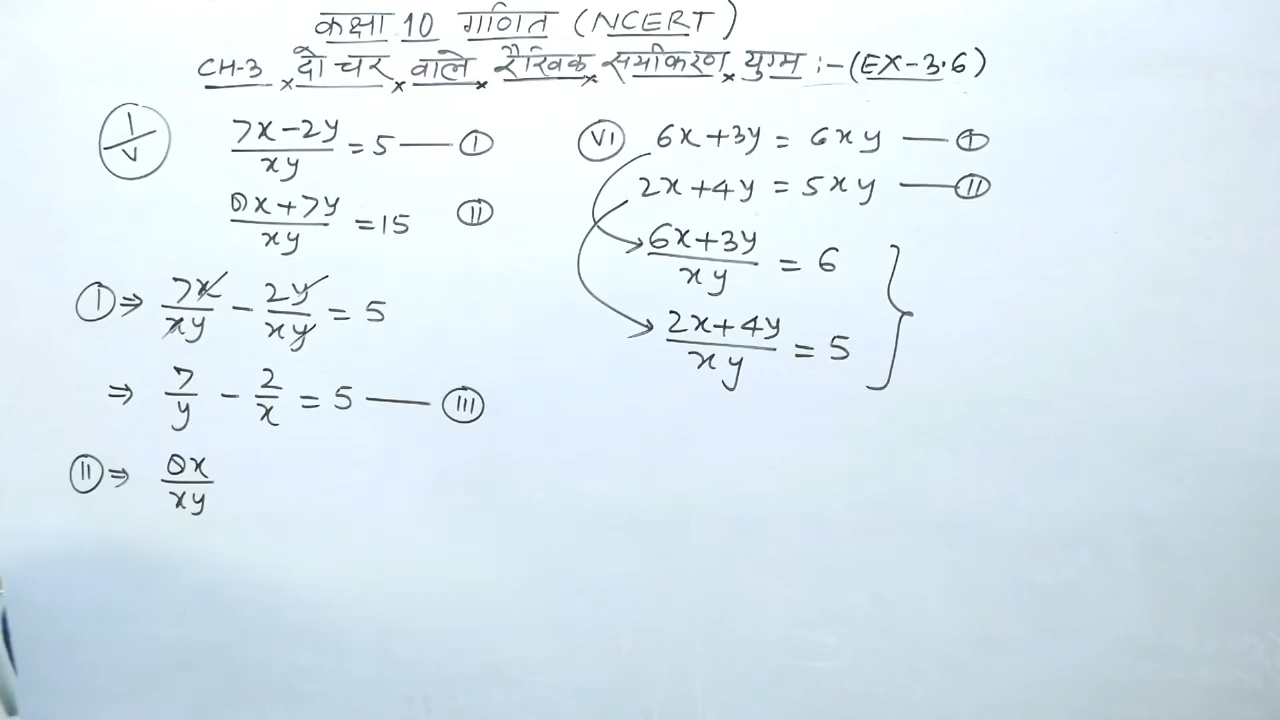 कक्षा 10 गणित (NCERT)
CH-3 दो चर वाले रैखिक समीकरण युग्म :- (EX-3.6)
I/V (7x-2y)/xy = 5 — (I)
(8x+7y)/xy = 15 (II)
(I) ⇒ 7x/xy - 2y/xy = 5
⇒ 7/y - 2/x = 5 — (III)
(II) ⇒ 8x/xy
(VI) 6x+3y = 6xy — (I)
2x+4y = 5xy — (II)
(6x+3y)/xy = 6
(2x+4y)/xy = 5 }